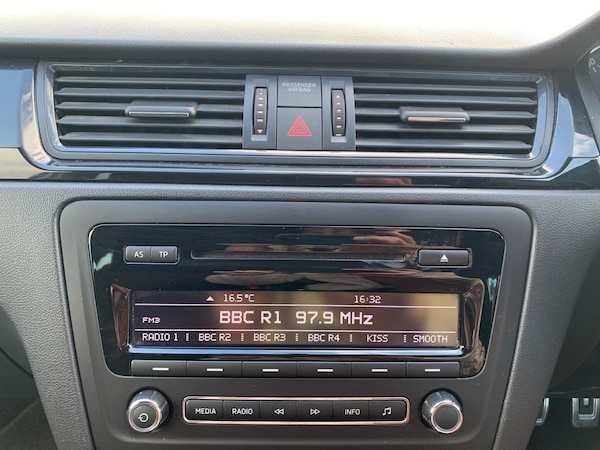 PASSENGER
AIRBAG
AS TP
16.5°C 16:32
FM3 BBC R1 97.9 MHz
RADIO 1 BBC R2 BBC R3 BBC R4 KISS SMOOTH
MEDIA RADIO INFO